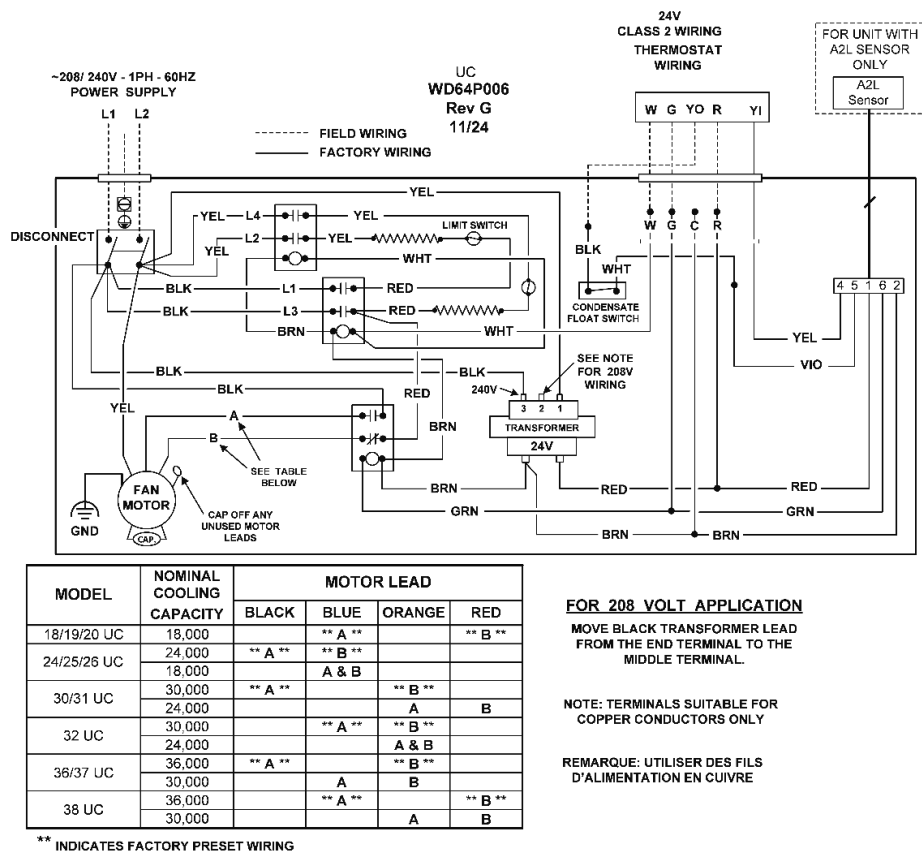 24V
CLASS 2 WIRING
THERMOSTAT
WIRING
FOR UNIT WITH
A2L SENSOR
ONLY
A2L
Sensor
~208/ 240V - 1PH - 60HZ
POWER SUPPLY
L1 L2
UC
WD64P006
Rev G
11/24
FIELD WIRING
FACTORY WIRING
W G YO R YI
YEL
DISCONNECT
YEL L4 YEL
LIMIT SWITCH
YEL
L2 YEL
WHT
BLK L1 RED
BLK L3 RED
BRN WHT
W G C R
BLK
WHT
CONDENSATE
FLOAT SWITCH
4 5 1 6 2
YEL
VIO
BLK BLK
SEE NOTE
FOR 208V
WIRING
240V
BLK
RED
YEL
A
BRN
3 2 1
TRANSFORMER
24V
B
SEE TABLE
BELOW
FAN
MOTOR
CAP.
GND
CAP OFF ANY
UNUSED MOTOR
LEADS
BRN RED RED
GRN GRN
BRN BRN
MODEL NOMINAL COOLING CAPACITY MOTOR LEAD
BLACK BLUE ORANGE RED
18/19/20 UC 18,000 ** A ** ** B **
24/25/26 UC 24,000 ** A ** ** B **
18,000 A & B
30/31 UC 30,000 ** A ** ** B **
24,000 A B
32 UC 30,000 ** A ** ** B **
24,000 A & B
36/37 UC 36,000 ** A ** ** B **
30,000 A B
38 UC 36,000 ** A ** ** B **
30,000 A B
** INDICATES FACTORY PRESET WIRING
FOR 208 VOLT APPLICATION
MOVE BLACK TRANSFORMER LEAD
FROM THE END TERMINAL TO THE
MIDDLE TERMINAL.
NOTE: TERMINALS SUITABLE FOR
COPPER CONDUCTORS ONLY
REMARQUE: UTILISER DES FILS
D'ALIMENTATION EN CUIVRE